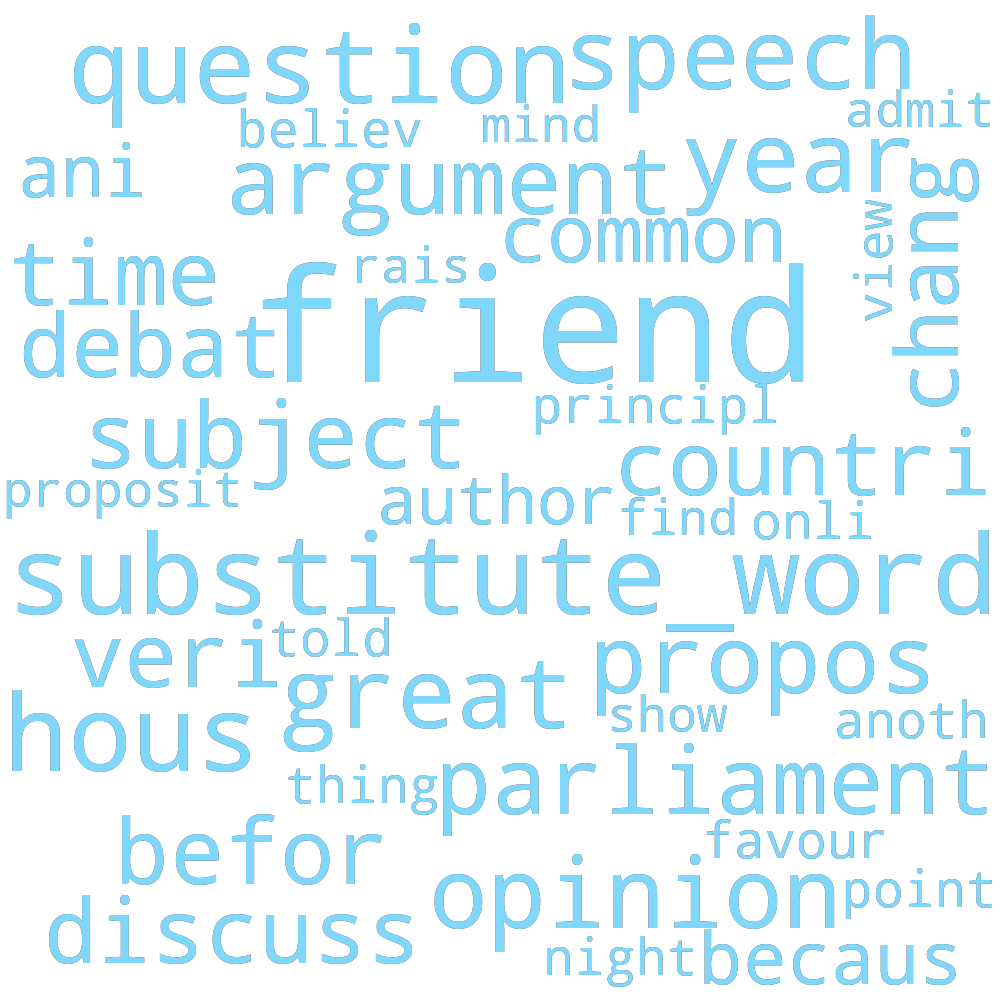 question speech
believ mind admit
ani argument year
chang
common view
time rais
debat friend
principl
subject countri
proposit author find onli
substitute_word
veri told
great propos
hous show anoth
thing parliament
befor favour
opinion point
discuss
night becaus